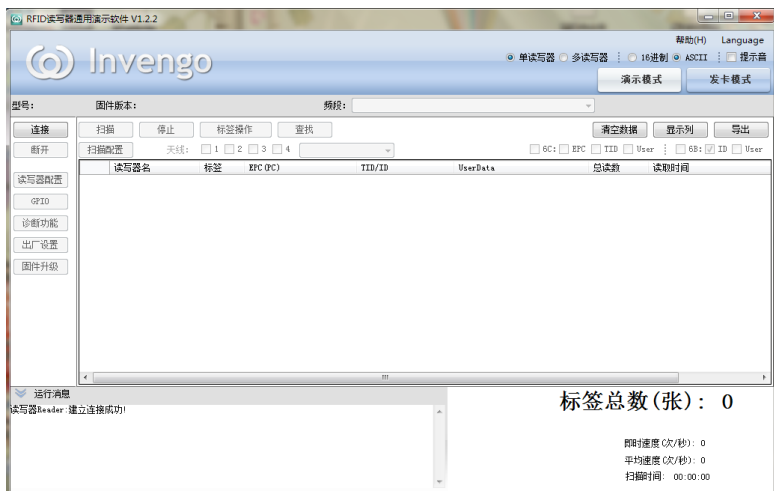 RFID读写器通用演示软件 V1.2.2
帮助(H) Language
Invengo
单读写器 多读写器 16进制 ASCII 提示音
演示模式 发卡模式
型号: 固件版本: 频段:
连接 扫描 停止 标签操作 查找 清空数据 显示列 导出
断开 扫描配置 天线: 1 2 3 4 6C: EPC TID User 6B: ID User
读写器名 标签 EPC(PC) TID/ID UserData 总读数 读取时间
读写器配置
GPIO
诊断功能
出厂设置
固件升级
运行消息
读写器Reader:建立连接成功!
标签总数(张): 0
即时速度(次/秒): 0
平均速度(次/秒): 0
扫描时间: 00:00:00